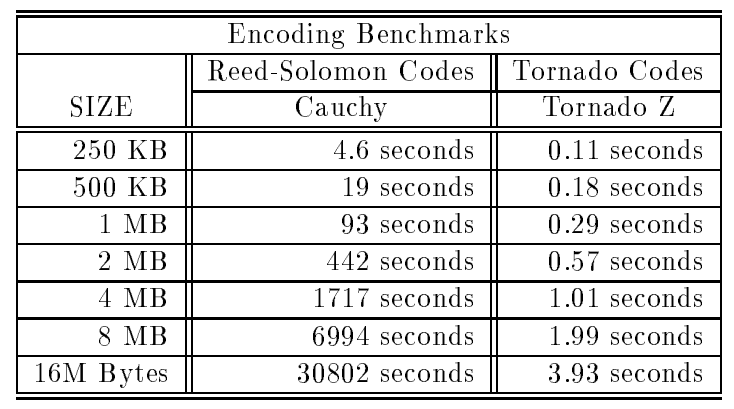 Encoding Benchmarks
Reed-Solomon Codes Tornado Codes
SIZE Cauchy Tornado Z
250 KB 4.6 seconds 0.11 seconds
500 KB 19 seconds 0.18 seconds
1 MB 93 seconds 0.29 seconds
2 MB 442 seconds 0.57 seconds
4 MB 1717 seconds 1.01 seconds
8 MB 6994 seconds 1.99 seconds
16M Bytes 30802 seconds 3.93 seconds